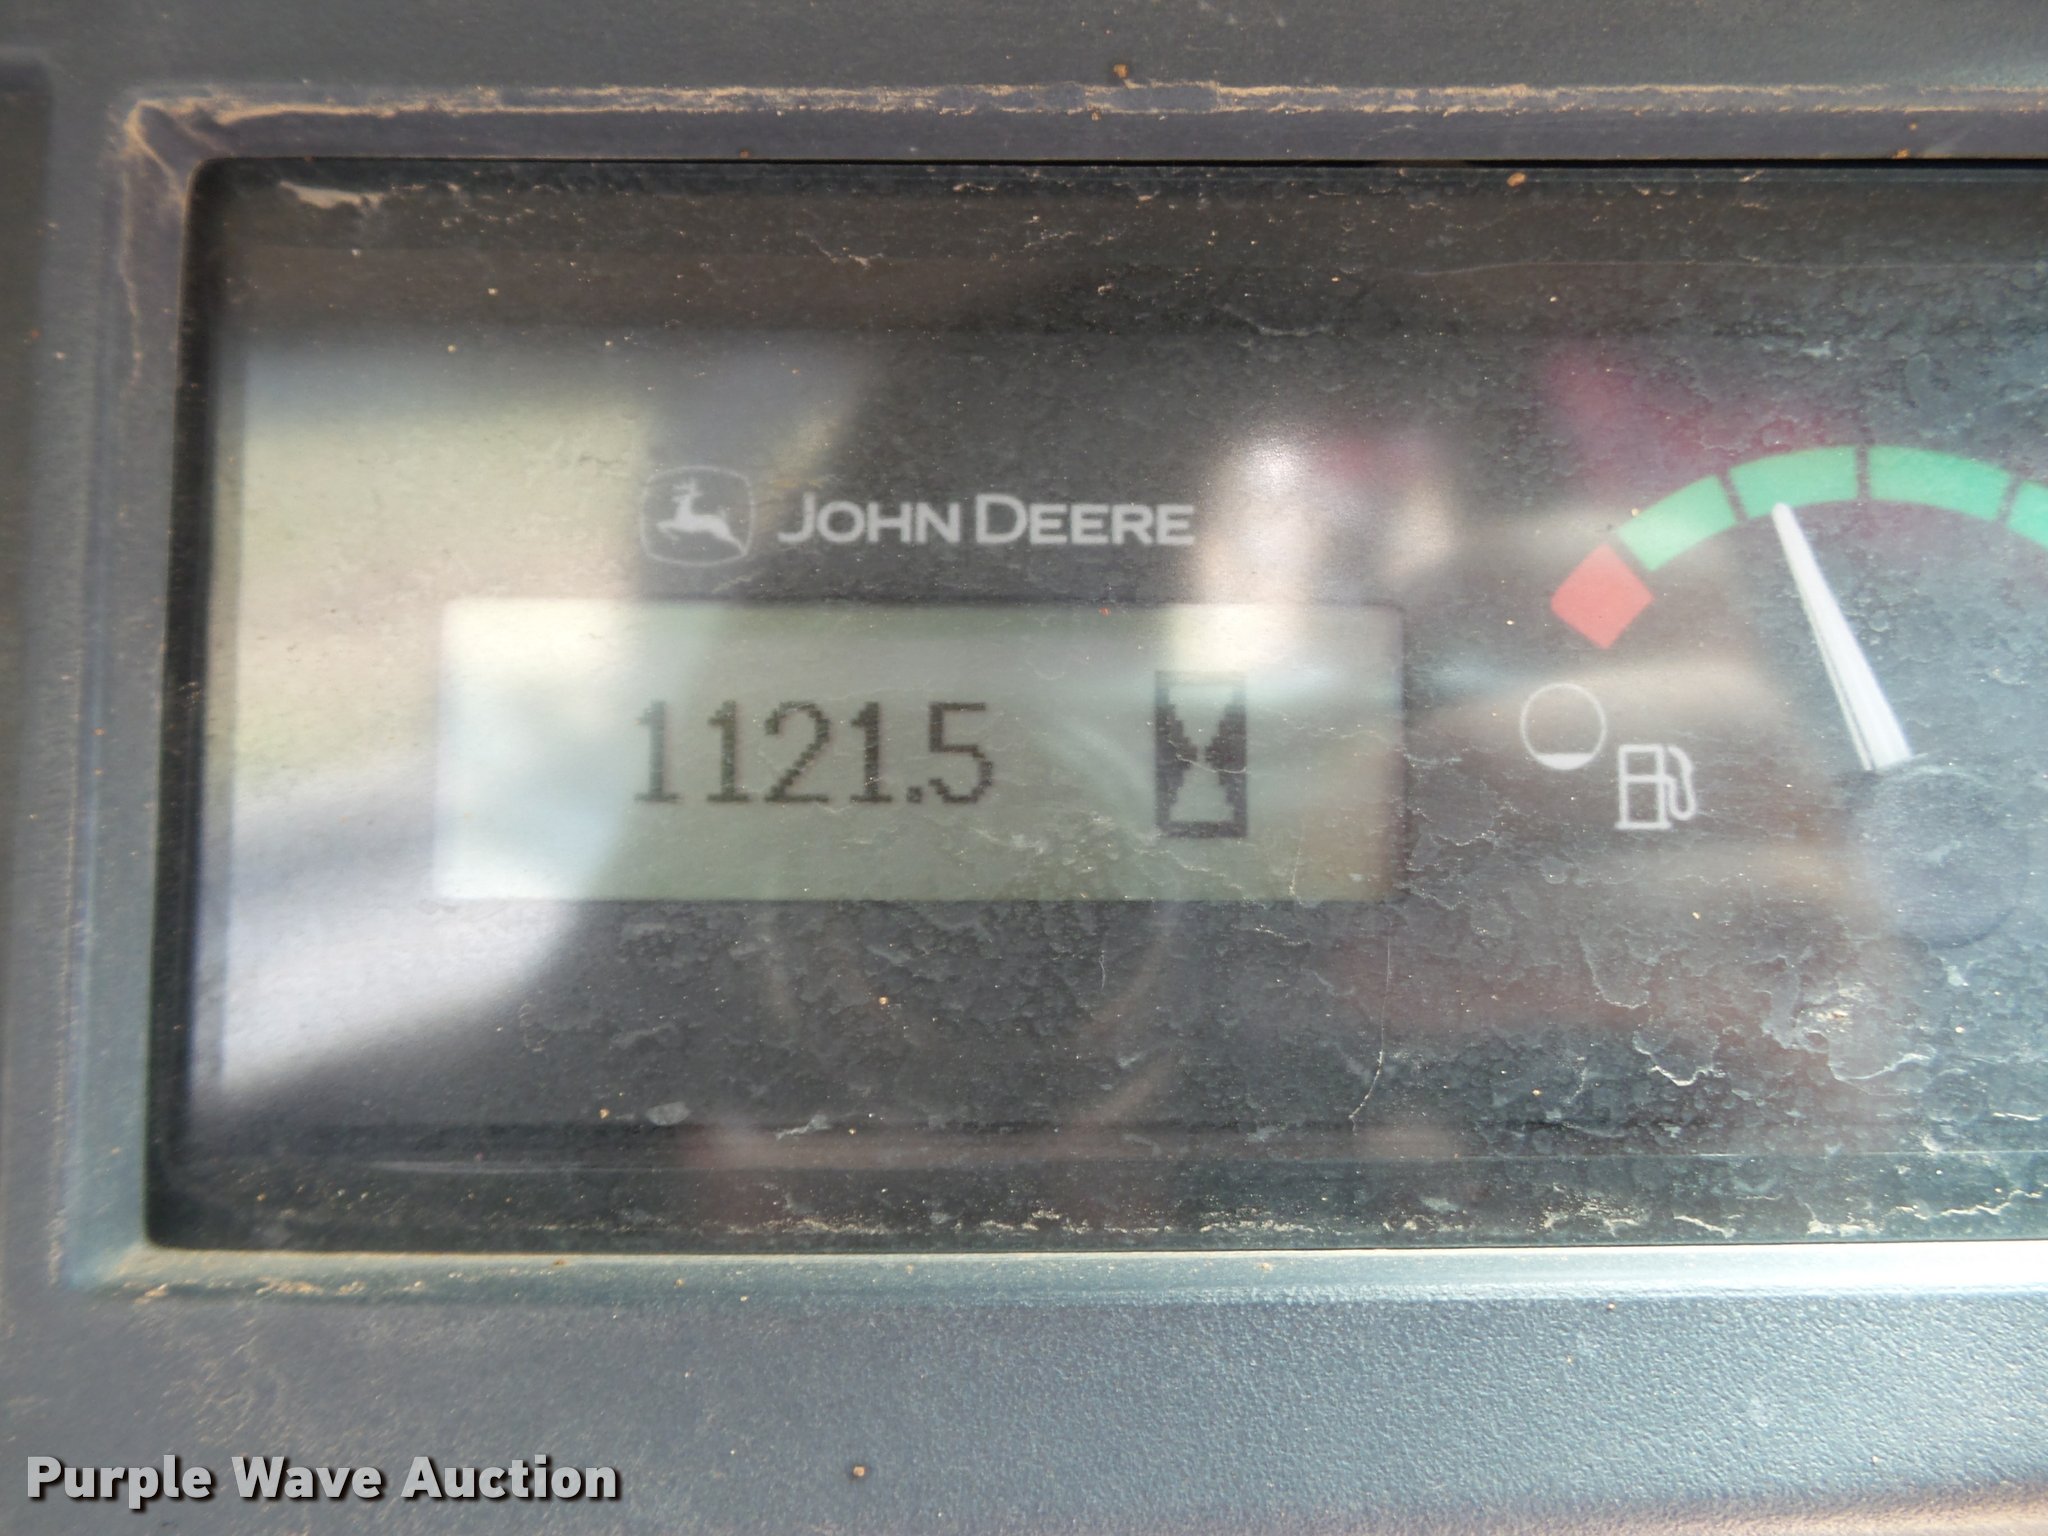 JOHN DEERE
1121.5
Purple Wave Auction